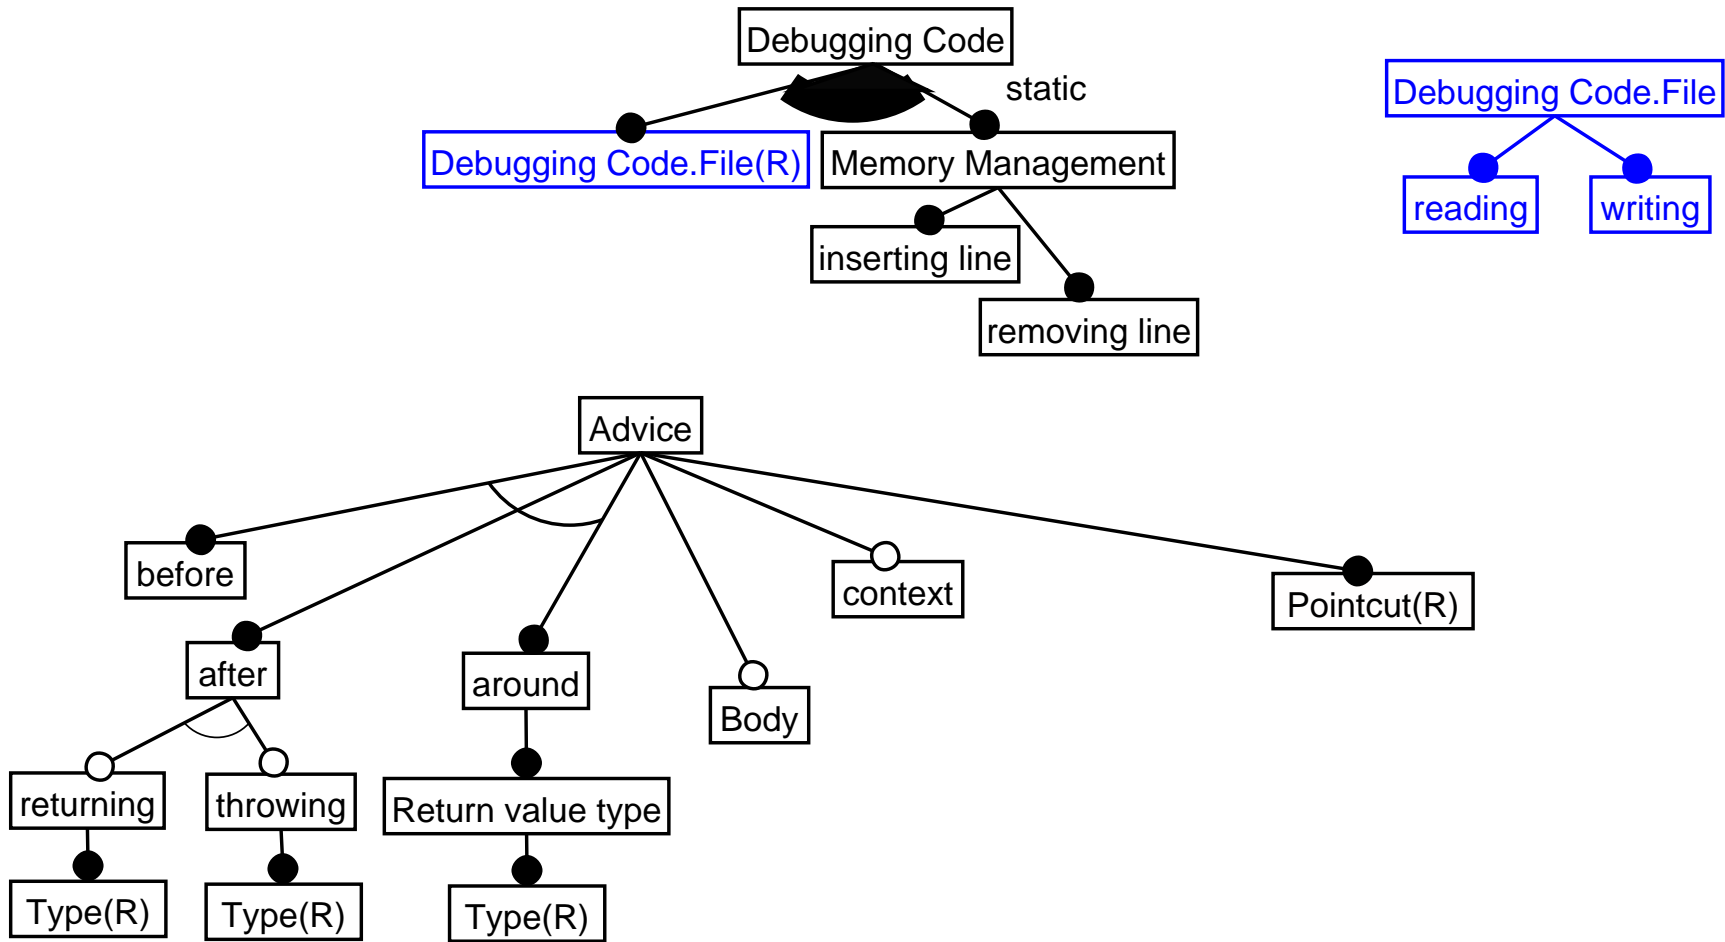 Debugging Code
static
Debugging Code.File
Debugging Code.File(R)
Memory Management
reading
writing
inserting line
removing line
Advice
before
context
Pointcut(R)
after
around
Body
returning
throwing
Return value type
Type(R)
Type(R)
Type(R)